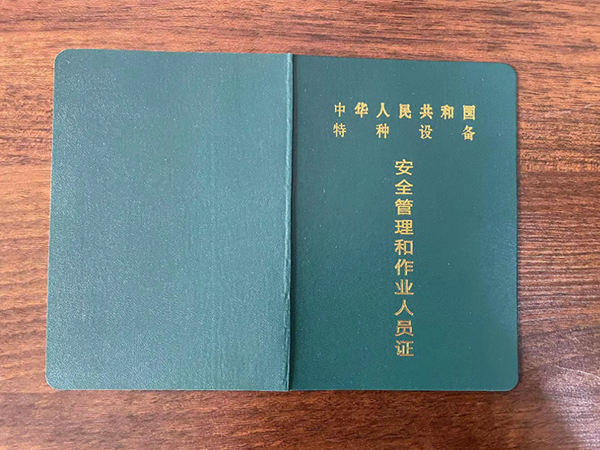 中华人民共和国
特种设备
安全管理和作业人员证